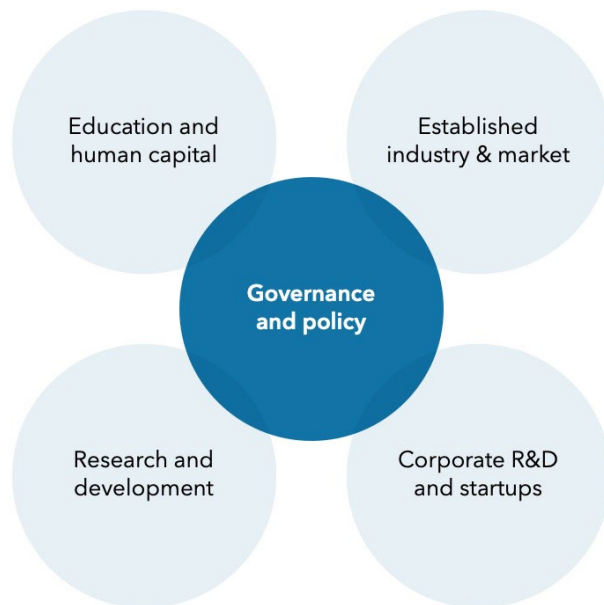 Education and
human capital
Established
industry & market
Governance
and policy
Research and
development
Corporate R&D
and startups